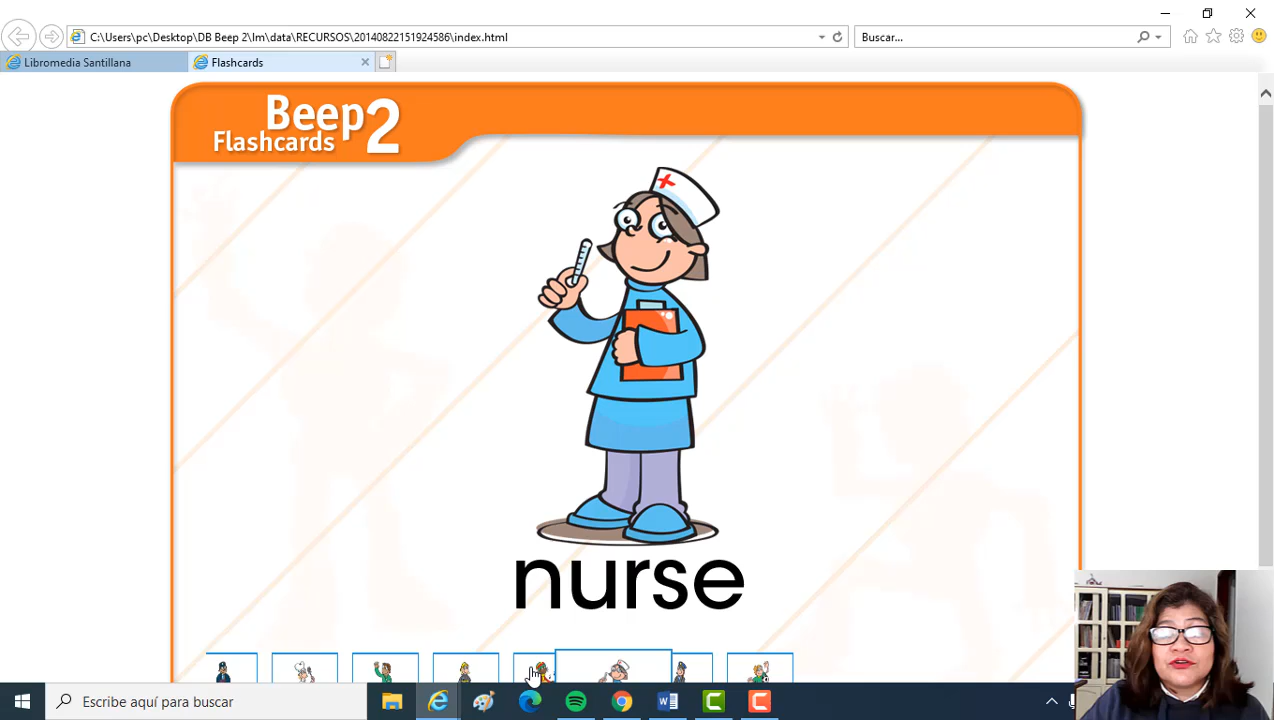 C:\Users\pc\Desktop\DB Beep 2\lm\data\RECURSOS\20140822151924586\index.html
Buscar...
Libromedia Santillana
Flashcards
Beep 2
Flashcards
nurse
Escribe aquí para buscar